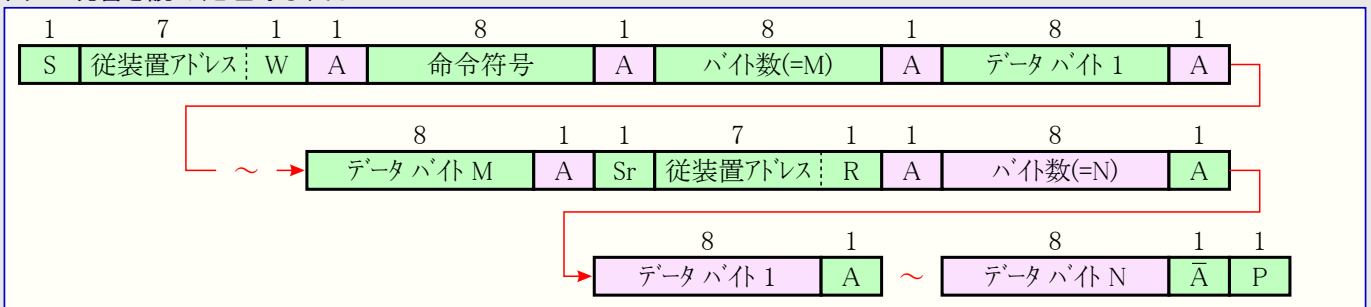 1 7 1 1 8 1 8 1 8 1
S 従装置アドレス W A 命令符号 A バイト数(=M) A データ バイト 1 A
8 1 1 7 1 1 8 1
～ データ バイト M A Sr 従装置アドレス R A バイト数(=N) A
8 1 8 1 1
データ バイト 1 A ～ データ バイト N A̅ P